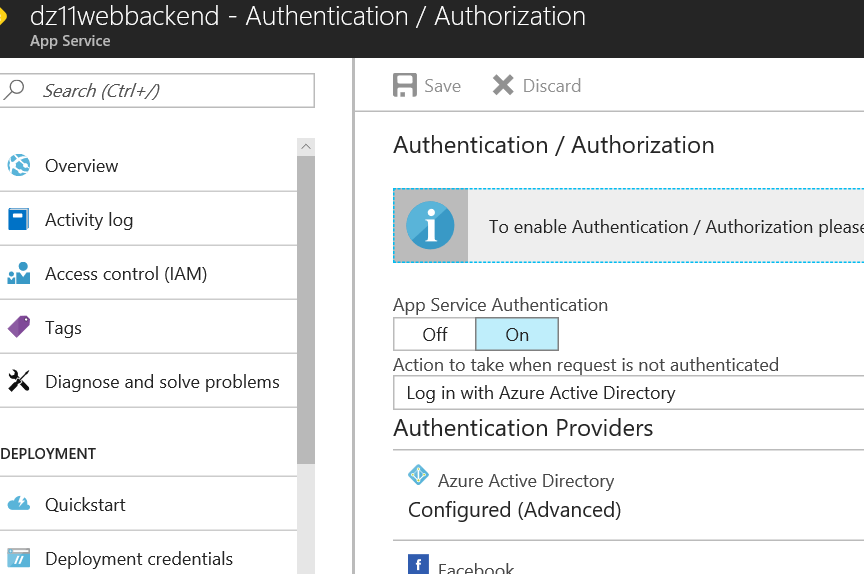 dz11webbackend - Authentication / Authorization
App Service
Search (Ctrl+/)
Overview
Activity log
Access control (IAM)
Tags
Diagnose and solve problems
DEPLOYMENT
Quickstart
Deployment credentials
Save
Discard
Authentication / Authorization
To enable Authentication / Authorization please
App Service Authentication
Off
On
Action to take when request is not authenticated
Log in with Azure Active Directory
Authentication Providers
Azure Active Directory
Configured (Advanced)
Facebook